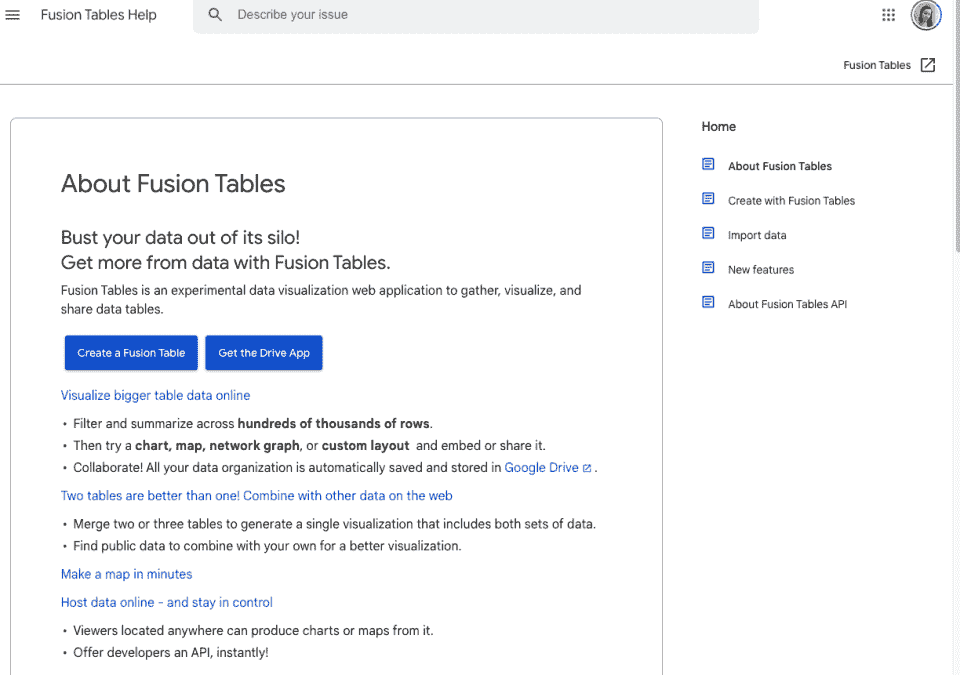 Fusion Tables Help
Describe your issue
Fusion Tables
About Fusion Tables
Bust your data out of its silo!
Get more from data with Fusion Tables.
Fusion Tables is an experimental data visualization web application to gather, visualize, and
share data tables.
Create a Fusion Table
Get the Drive App
Visualize bigger table data online
• Filter and summarize across hundreds of thousands of rows.
• Then try a chart, map, network graph, or custom layout and embed or share it.
• Collaborate! All your data organization is automatically saved and stored in Google Drive .
Two tables are better than one! Combine with other data on the web
• Merge two or three tables to generate a single visualization that includes both sets of data.
• Find public data to combine with your own for a better visualization.
Make a map in minutes
Host data online - and stay in control
• Viewers located anywhere can produce charts or maps from it.
• Offer developers an API, instantly!
Home
About Fusion Tables
Create with Fusion Tables
Import data
New features
About Fusion Tables API